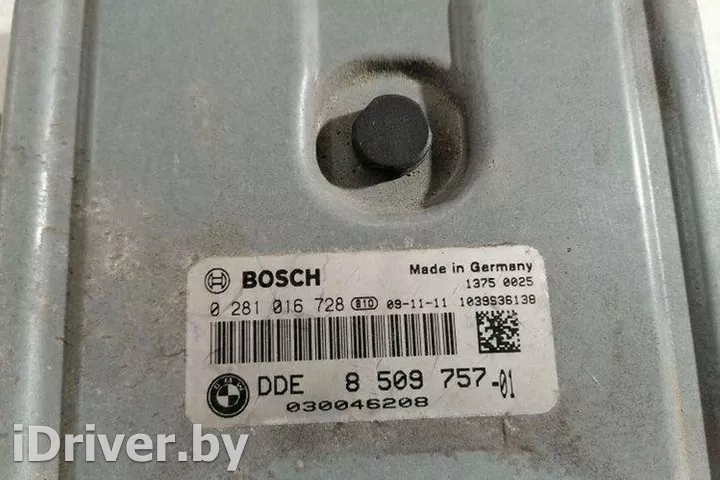 BOSCH
Made in Germany
1375 0025
0 281 016 728 810 09-11-11 1039S36138
BMW
DDE 8 509 757-01
030046208
iDriver.by